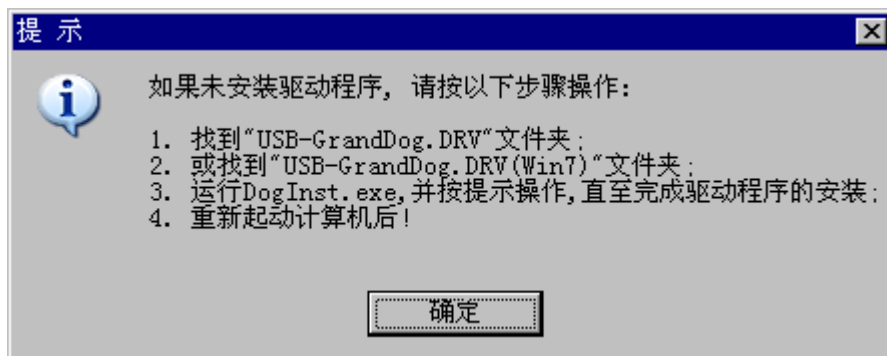 提 示
如果未安装驱动程序, 请按以下步骤操作:
1. 找到"USB-GrandDog.DRV"文件夹;
2. 或找到"USB-GrandDog.DRV(Win7)"文件夹;
3. 运行DogInst.exe,并按提示操作,直至完成驱动程序的安装;
4. 重新起动计算机后!
确定